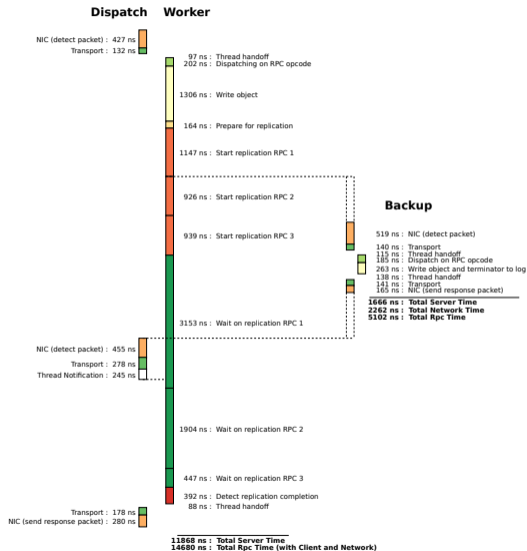 Dispatch Worker
NIC (detect packet) : 427 ns
Transport : 132 ns
97 ns : Thread handoff
202 ns : Dispatching on RPC opcode
1306 ns : Write object
164 ns : Prepare for replication
1147 ns : Start replication RPC 1
926 ns : Start replication RPC 2
939 ns : Start replication RPC 3
3153 ns : Wait on replication RPC 1
Backup
519 ns : NIC (detect packet)
140 ns : Transport
115 ns : Thread handoff
185 ns : Dispatch on RPC opcode
263 ns : Write object and terminator to log
138 ns : Thread handoff
141 ns : Transport
165 ns : NIC (send response packet)
1666 ns : Total Server Time
2262 ns : Total Network Time
5102 ns : Total Rpc Time
NIC (detect packet) : 455 ns
Transport : 278 ns
Thread Notification : 245 ns
1904 ns : Wait on replication RPC 2
447 ns : Wait on replication RPC 3
392 ns : Detect replication completion
88 ns : Thread handoff
Transport : 178 ns
NIC (send response packet) : 280 ns
11868 ns : Total Server Time
14680 ns : Total Rpc Time (with Client and Network)